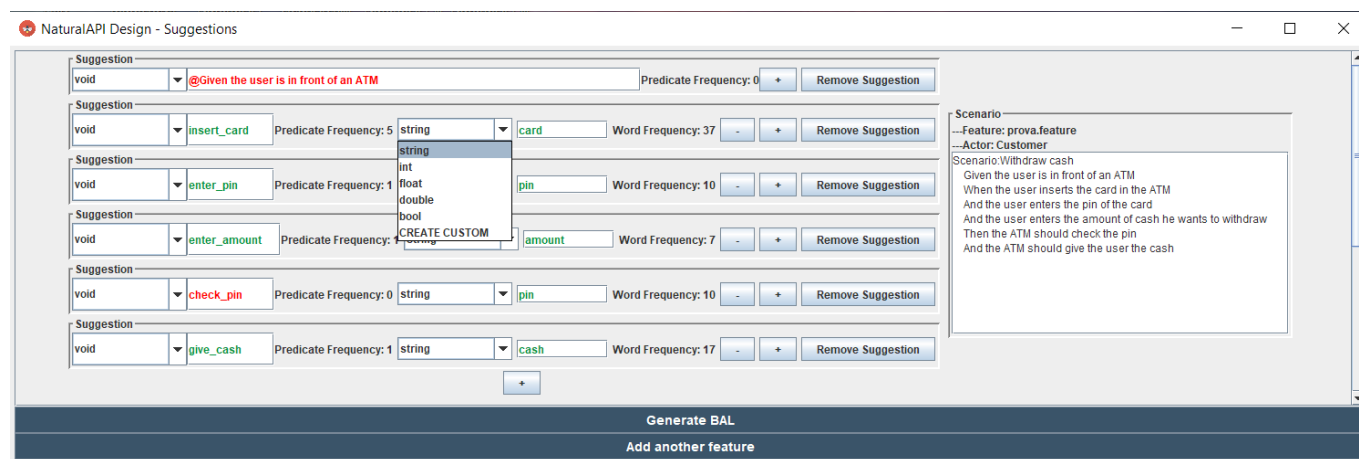 NaturalAPI Design - Suggestions
Suggestion
void @Given the user is in front of an ATM Predicate Frequency: 0 + Remove Suggestion
Suggestion
void insert_card Predicate Frequency: 5 string card Word Frequency: 37 - + Remove Suggestion
string
int
float
double
bool
CREATE CUSTOM
Suggestion
void enter_pin Predicate Frequency: 1 pin Word Frequency: 10 - + Remove Suggestion
Suggestion
void enter_amount Predicate Frequency: 1 amount Word Frequency: 7 - + Remove Suggestion
Suggestion
void check_pin Predicate Frequency: 0 string pin Word Frequency: 10 - + Remove Suggestion
Suggestion
void give_cash Predicate Frequency: 1 string cash Word Frequency: 17 - + Remove Suggestion
+
Scenario
---Feature: prova.feature
---Actor: Customer
Scenario:Withdraw cash
Given the user is in front of an ATM
When the user inserts the card in the ATM
And the user enters the pin of the card
And the user enters the amount of cash he wants to withdraw
Then the ATM should check the pin
And the ATM should give the user the cash
Generate BAL
Add another feature